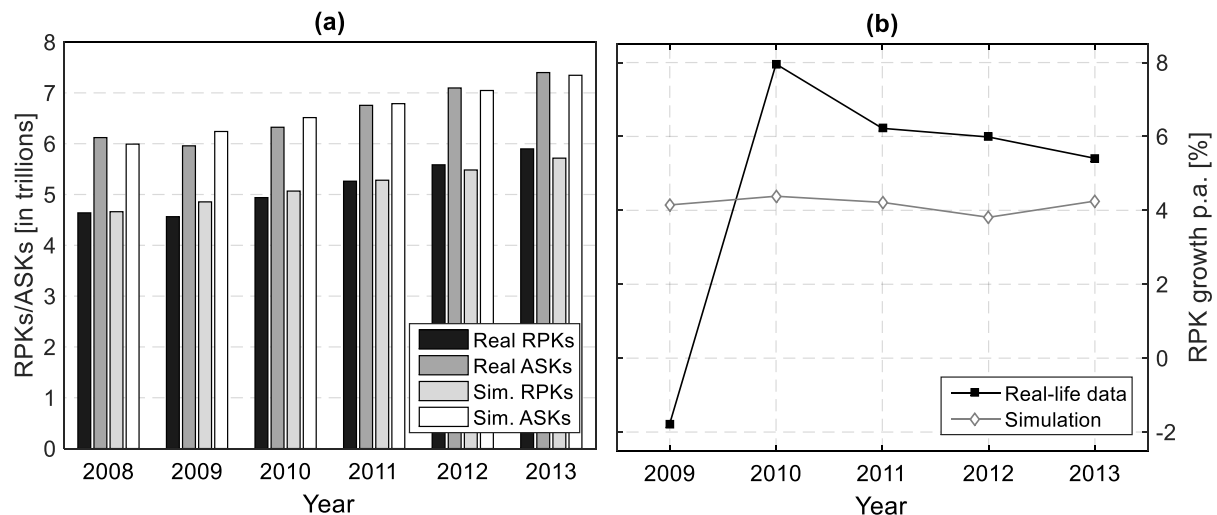 (a)
8
7
6
5
4
3
2
1
0
RPKs/ASKs [in trillions]
Real RPKs
Real ASKs
Sim. RPKs
Sim. ASKs
2008 2009 2010 2011 2012 2013
Year
(b)
8
6
4
2
0
-2
RPK growth p.a. [%]
Real-life data
Simulation
2009 2010 2011 2012 2013
Year